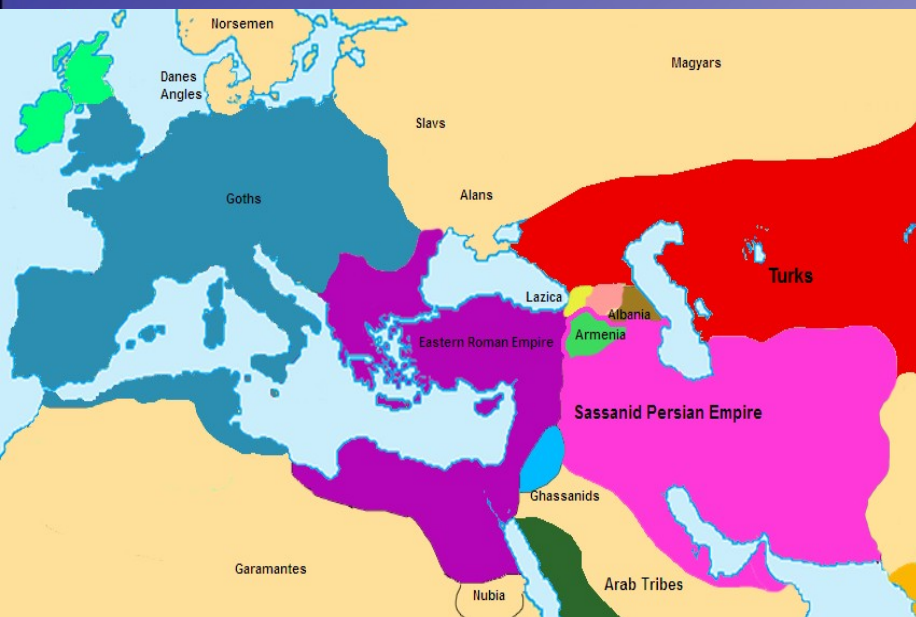 Norsemen
Magyars
Danes
Angles
Slavs
Goths
Alans
Turks
Lazica
Albania
Armenia
Eastern Roman Empire
Sassanid Persian Empire
Ghassanids
Garamantes
Arab Tribes
Nubia